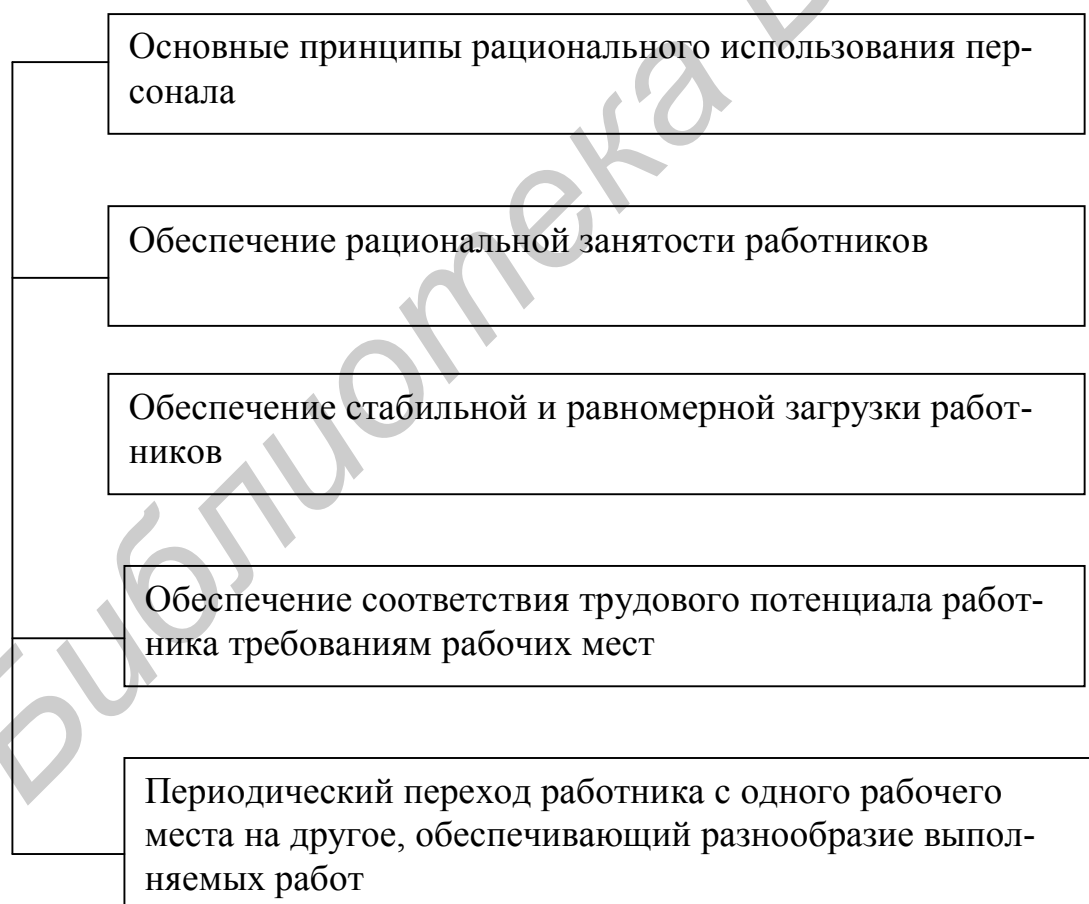 Основные принципы рационального использования пер-
сонала
Обеспечение рациональной занятости работников
Обеспечение стабильной и равномерной загрузки работ-
ников
Обеспечение соответствия трудового потенциала работ-
ника требованиям рабочих мест
Периодический переход работника с одного рабочего
места на другое, обеспечивающий разнообразие выпол-
няемых работ
Библиотека